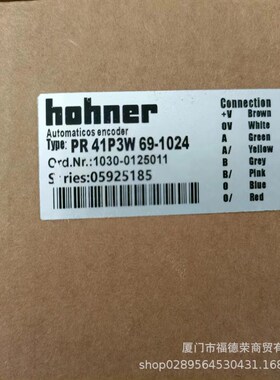 hohner
Automaticos encoder
Type: PR 41P3W 69-1024
Ord.Nr.:1030-0125011
Series:05925185
Connection
+V Brown
0V White
A Green
A/ Yellow
B Grey
B/ Pink
0 Blue
0/ Red
厦门市福德荣商贸有
shop0289564530431.168